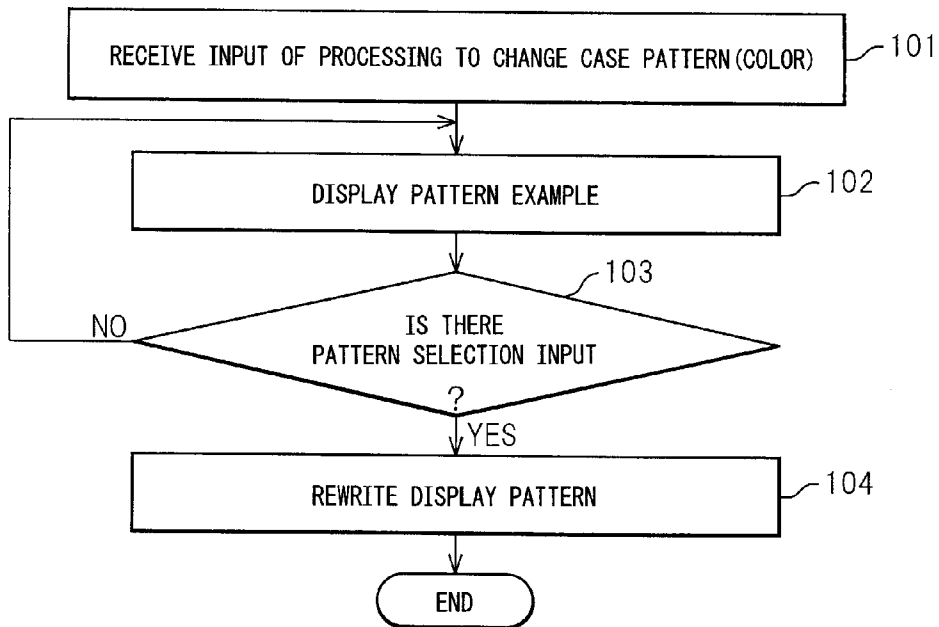 RECEIVE INPUT OF PROCESSING TO CHANGE CASE PATTERN(COLOR)
101
DISPLAY PATTERN EXAMPLE
102
103
NO
IS THERE
PATTERN SELECTION INPUT
?
YES
REWRITE DISPLAY PATTERN
104
END